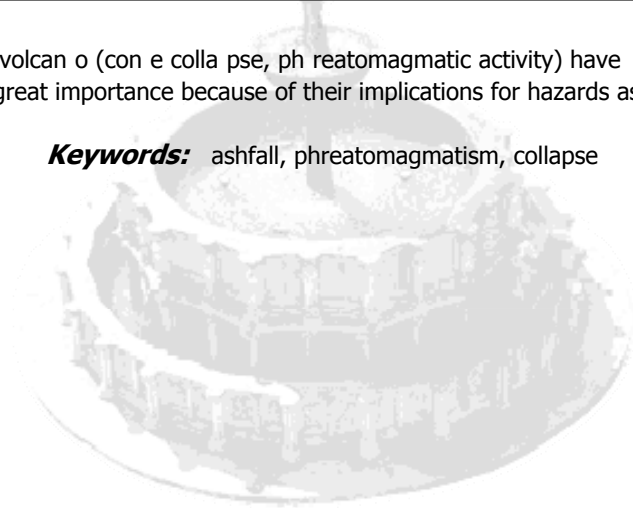 volcan o (con e colla pse, ph reatomagmatic activity) have
great importance because of their implications for hazards as
Keywords: ashfall, phreatomagmatism, collapse